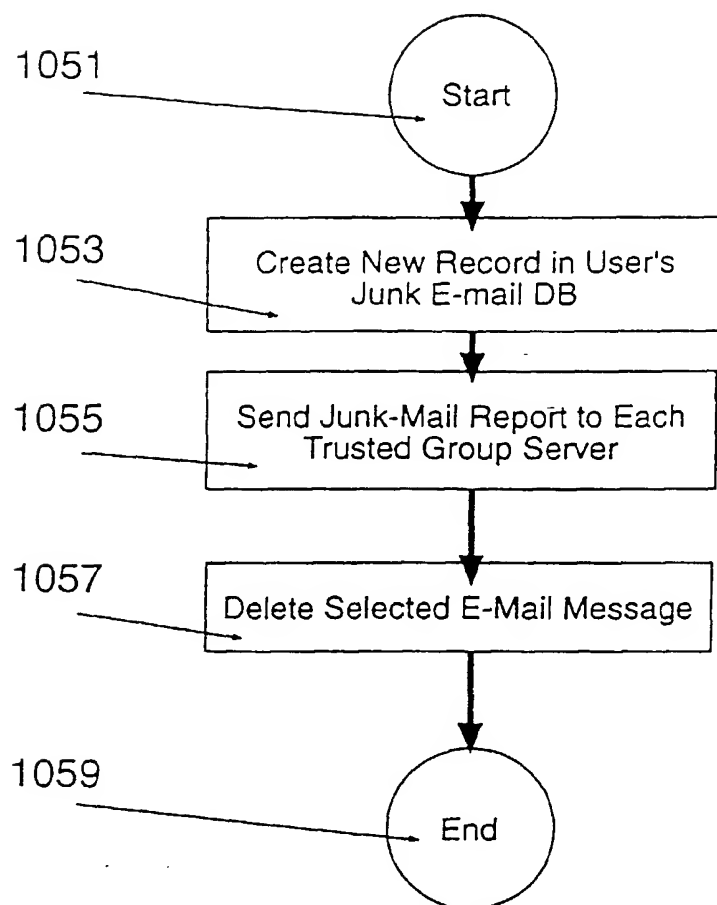 1051
Start
1053
Create New Record in User's
Junk E-mail DB
1055
Send Junk-Mail Report to Each
Trusted Group Server
1057
Delete Selected E-Mail Message
1059
End